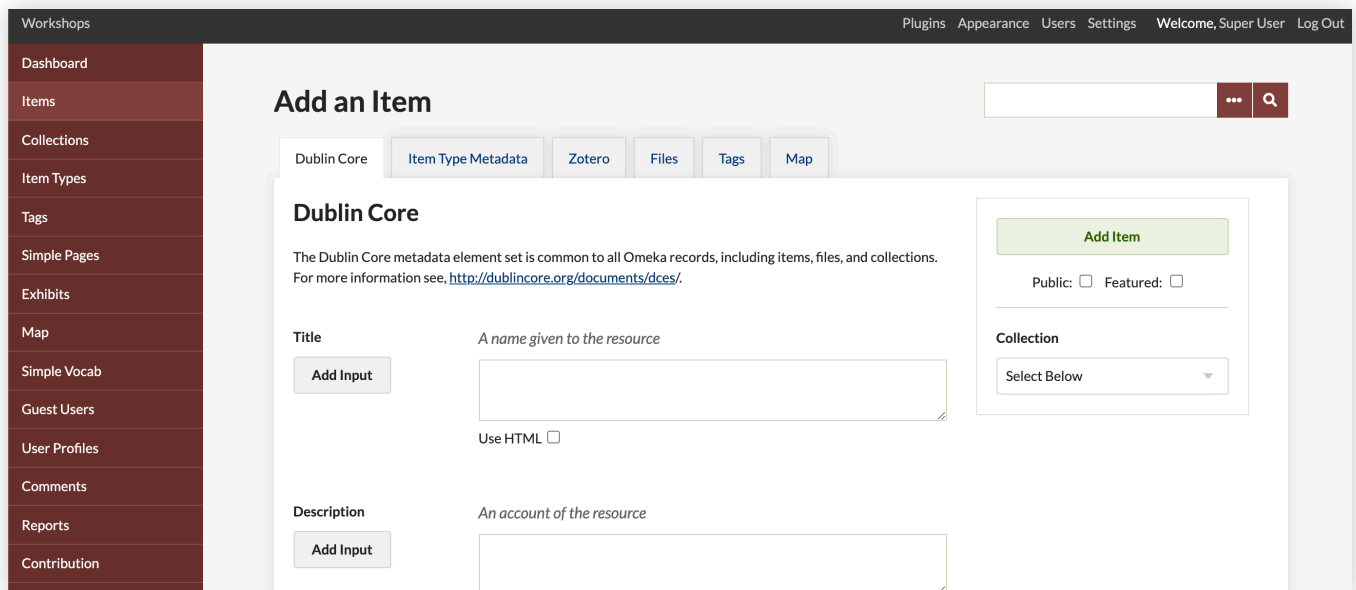 Workshops
Plugins Appearance Users Settings Welcome, Super User Log Out
Dashboard
Items
Collections
Item Types
Tags
Simple Pages
Exhibits
Map
Simple Vocab
Guest Users
User Profiles
Comments
Reports
Contribution
Add an Item
Dublin Core Item Type Metadata Zotero Files Tags Map
Dublin Core
The Dublin Core metadata element set is common to all Omeka records, including items, files, and collections.
For more information see, http://dublincore.org/documents/dces/.
Title
Add Input
A name given to the resource
Use HTML
Description
Add Input
An account of the resource
Add Item
Public: Featured:
Collection
Select Below